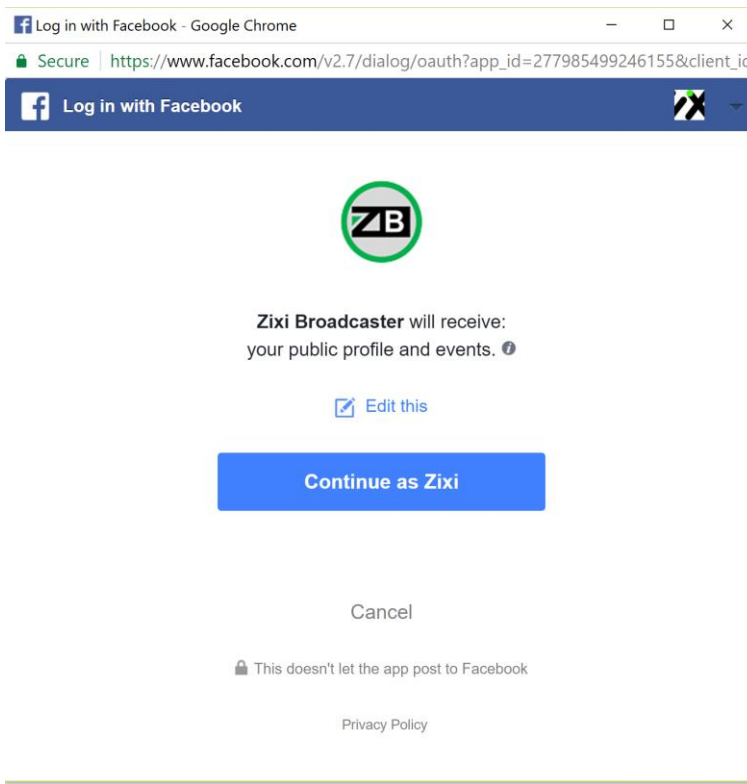 Log in with Facebook - Google Chrome
Secure | https://www.facebook.com/v2.7/dialog/oauth?app_id=277985499246155&client_id
Log in with Facebook
ZB
Zixi Broadcaster will receive:
your public profile and events.
Edit this
Continue as Zixi
Cancel
This doesn't let the app post to Facebook
Privacy Policy